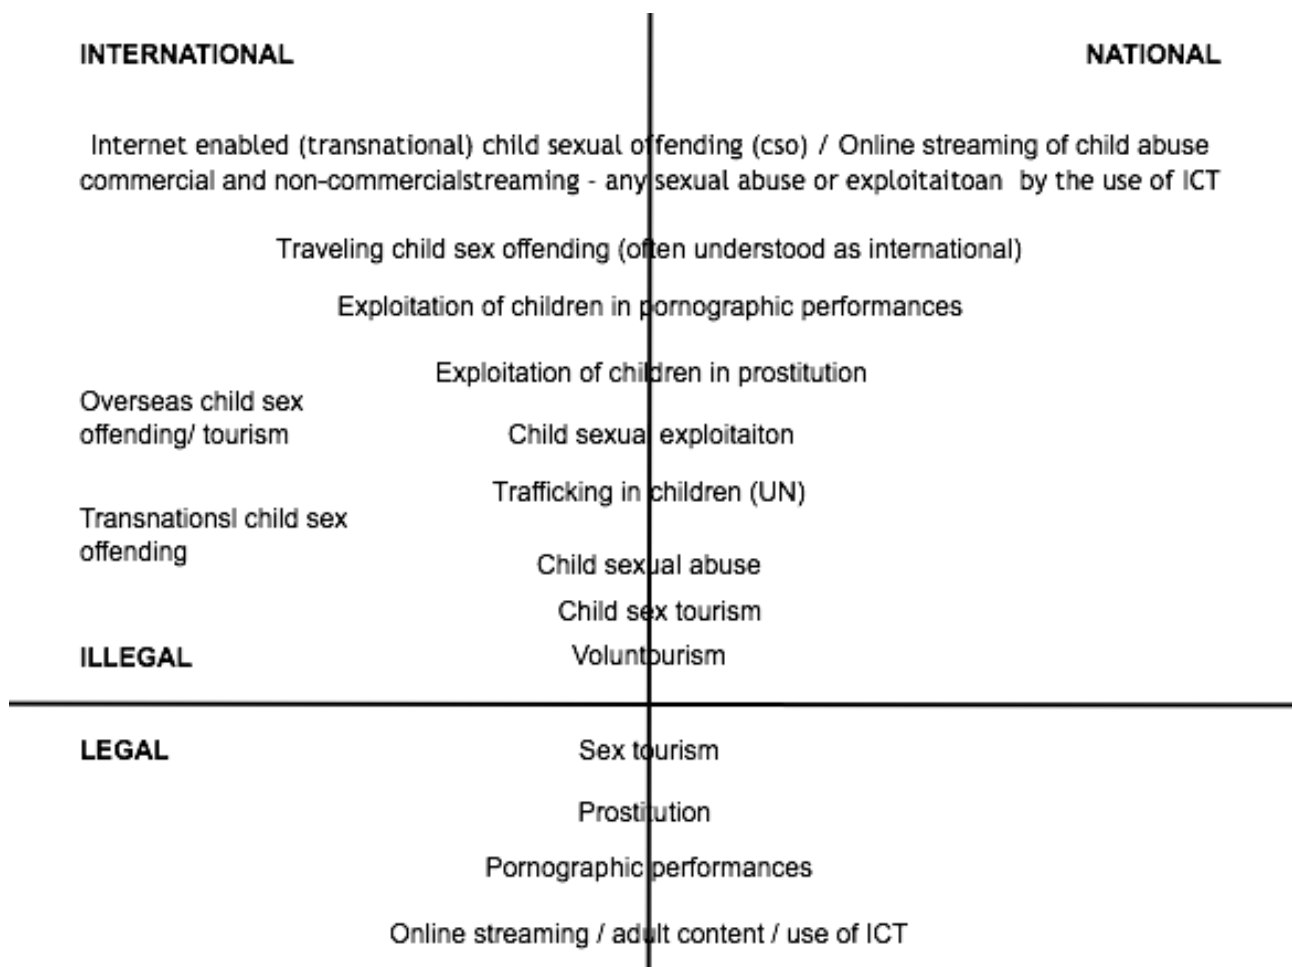 INTERNATIONAL
NATIONAL
Internet enabled (transnational) child sexual offending (cso) / Online streaming of child abuse
commercial and non-commercialstreaming - any sexual abuse or exploitaitoan by the use of ICT
Traveling child sex offending (often understood as international)
Exploitation of children in pornographic performances
Exploitation of children in prostitution
Overseas child sex
offending/ tourism
Child sexual exploitaiton
Trafficking in children (UN)
Transnationsl child sex
offending
Child sexual abuse
Child sex tourism
ILLEGAL
Voluntourism
LEGAL
Sex tourism
Prostitution
Pornographic performances
Online streaming / adult content / use of ICT